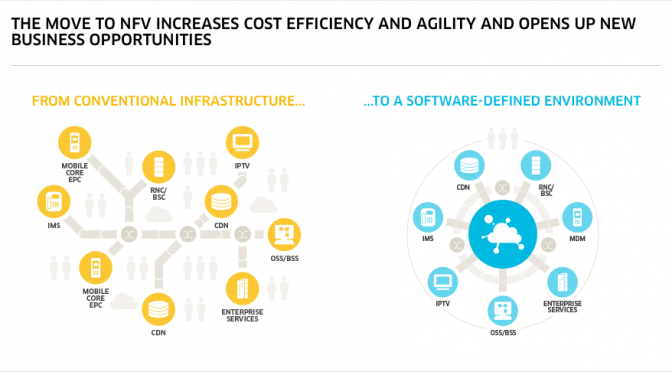 THE MOVE TO NFV INCREASES COST EFFICIENCY AND AGILITY AND OPENS UP NEW
BUSINESS OPPORTUNITIES
FROM CONVENTIONAL INFRASTRUCTURE...
MOBILE
CORE
EPC
RNC/
BSC
IPTV
IMS
CDN
OSS/BSS
MOBILE
CORE
EPC
CDN
ENTERPRISE
SERVICES
...TO A SOFTWARE-DEFINED ENVIRONMENT
CDN
RNC/
BSC
IMS
MDM
IPTV
ENTERPRISE
SERVICES
OSS/BSS